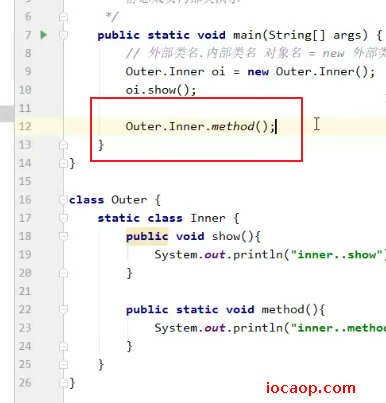 */
7 public static void main(String[] args) {
8 // 外部类名.内部类名 对象名 = new 外部类
9 Outer.Inner oi = new Outer.Inner();
10 oi.show();
11
12 Outer.Inner.method();
13 }
14 }
15
16 class Outer {
17 static class Inner {
18 public void show(){
19 System.out.println("inner..show"
20 }
21
22 public static void method(){
23 System.out.println("inner..metho
24 }
25 }
26 }
iocaop.com